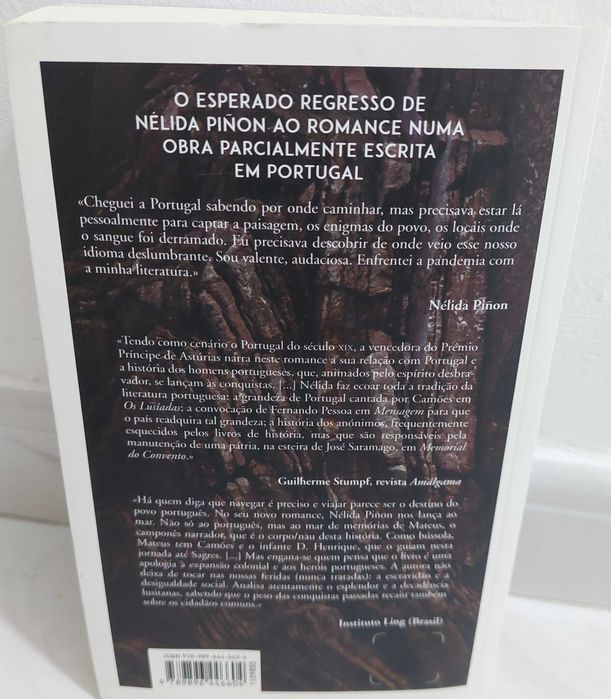 O ESPERADO REGRESSO DE
NÉLIDA PIÑON AO ROMANCE NUMA
OBRA PARCIALMENTE ESCRITA
EM PORTUGAL
«Cheguei a Portugal sabendo por onde caminhar, mas precisava estar lá
pessoalmente para captar a paisagem, os enigmas do povo, os locais onde
o sangue foi derramado. Eu precisava descobrir de onde veio esse nosso
idioma deslumbrante. Sou valente, audaciosa. Enfrentei a pandemia com
a minha literatura.»
Nélida Piñon
«Tendo como cenário o Portugal do século XIX, a vencedora do Prémio
Príncipe de Astúrias narra neste romance a sua relação com Portugal e
a história dos homens portugueses, que, animados pelo espírito desbra-
vador, se lançam às conquistas. [...] Nélida faz ecoar toda a tradição da
literatura portuguesa: a grandeza de Portugal cantada por Camões em
Os Lusíadas; a convocação de Fernando Pessoa em Mensagem para que
o país readquira tal grandeza; a história dos anónimos, frequentemente
esquecidos pelos livros de história, mas que são responsáveis pela
manutenção de uma pátria, na esteira de José Saramago, em Memorial
do Convento.»
Guilherme Stumpf, revista Amálgama
«Há quem diga que navegar é preciso e viajar parece ser o destino do
povo português. No seu novo romance, Nélida Piñon nos lança ao
mar. Não só ao português, mas ao mar de memórias de Mateus, o
camponês narrador, que é o corpo/nau desta história. Como bússola,
Mateus tem Camões e o infante D. Henrique, que o guiam nesta
jornada até Sagres. [...] Mas engana-se quem pensa que o livro é uma
apologia à expansão colonial e aos heróis portugueses. A autora não
deixa de tocar nas nossas feridas (nunca tratadas): a escravidão e a
desigualdade social. Analisa atentamente o esplendor e a decadência
lusitanas, sabendo que o peso das conquistas passadas recaiu também
sobre os cidadãos comuns.»
Instituto Ling (Brasil)
ISBN 978-989-644-660-4
9 789896 446604